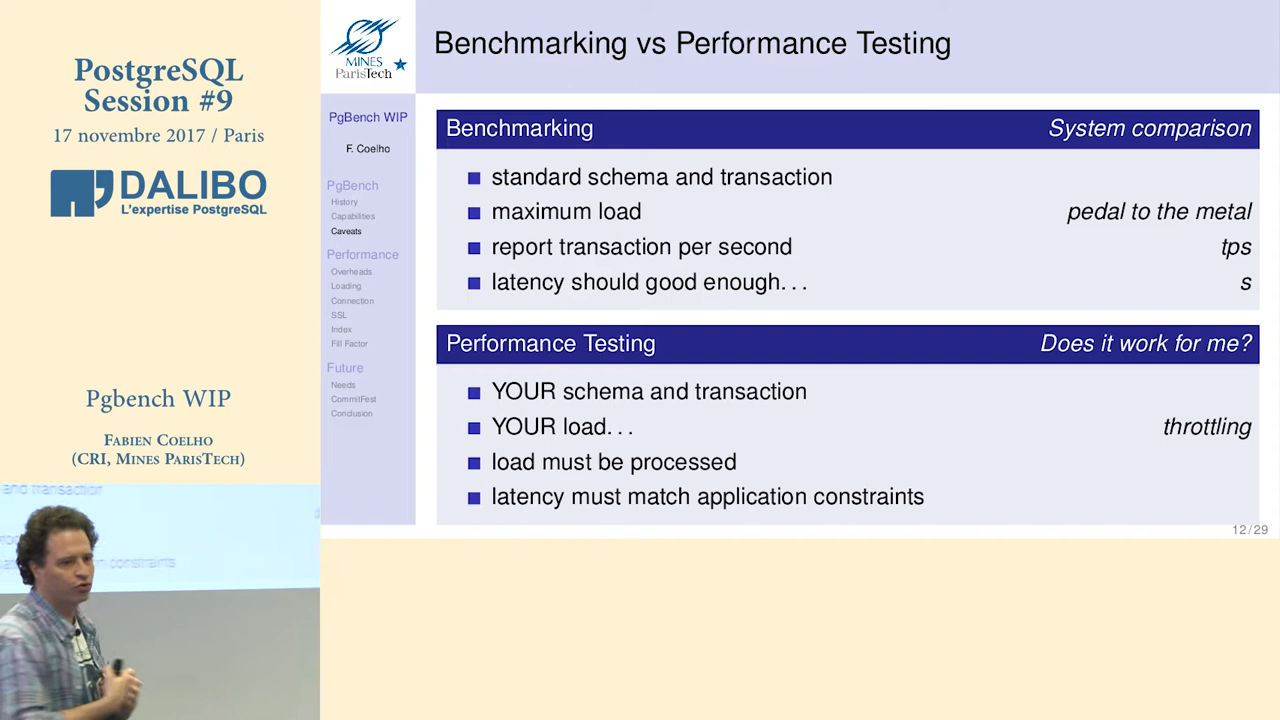 PostgreSQL
Session #9
17 novembre 2017 / Paris
DALIBO
L'expertise PostgreSQL
Pgbench WIP
FABIEN COELHO
(CRI, MINES PARISTECH)
and transaction
constraints
MINES
ParisTech
PgBench WIP
F. Coelho
PgBench
History
Capabilities
Caveats
Performance
Overheads
Loading
Connection
SSL
Index
Fill Factor
Future
Needs
CommitFest
Conclusion
Benchmarking vs Performance Testing
Benchmarking System comparison
standard schema and transaction
maximum load pedal to the metal
report transaction per second tps
latency should good enough... s
Performance Testing Does it work for me?
YOUR schema and transaction
YOUR load... throttling
load must be processed
latency must match application constraints
12/29